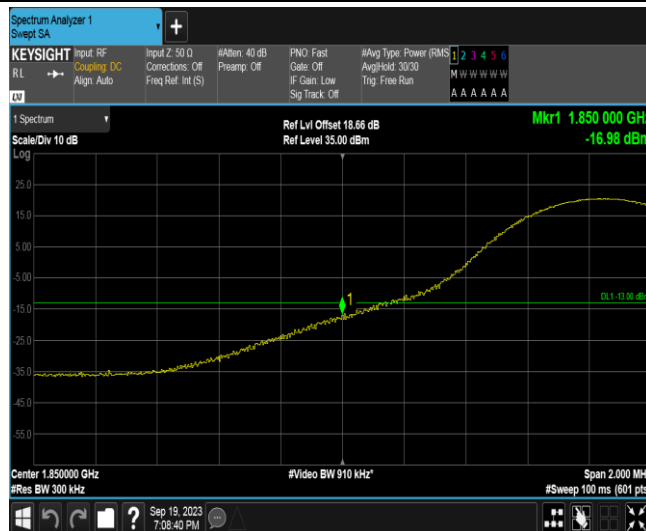 Spectrum Analyzer 1
Swept SA
KEYSIGHT
RL
Input: RF
Coupling: DC
Align: Auto
Input Z: 50 Ω
Corrections: Off
Freq Ref: Int (S)
#Atten: 40 dB
Preamp: Off
PNO: Fast
Gate: Off
IF Gain: Low
Sig Track: Off
#Avg Type: Power (RMS
Avg|Hold: 30/30
Trig: Free Run
1 2 3 4 5 6
M W W W W W
A A A A A A
1 Spectrum
Scale/Div 10 dB
Log
Ref Lvl Offset 18.66 dB
Ref Level 35.00 dBm
Mkr1 1.850 000 GHz
-16.98 dBm
25.0
15.0
5.00
-5.00
DL1 -13.00 dBm
1
-15.0
-25.0
-35.0
-45.0
-55.0
Center 1.850000 GHz
#Res BW 300 kHz
#Video BW 910 kHz*
Span 2.000 MH
#Sweep 100 ms (601 pts
?
Sep 19, 2023
7:08:40 PM